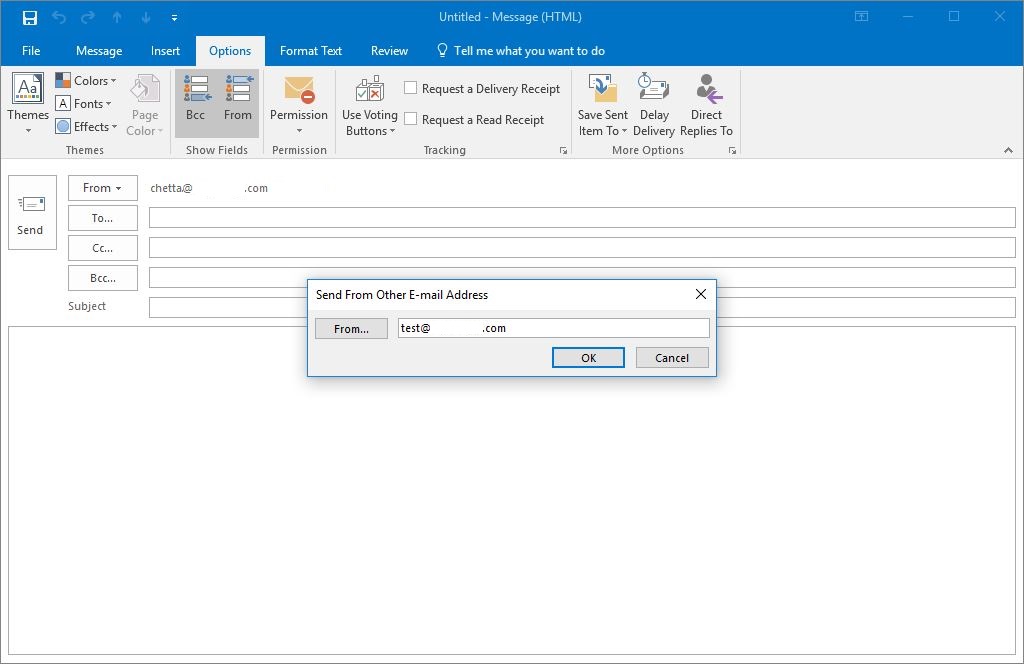 Untitled - Message (HTML)
File Message Insert Options Format Text Review Tell me what you want to do
Aa
Themes
Colors
A Fonts
Effects
Page
Color
Themes
Bcc From
Show Fields
Permission
Permission
Use Voting
Buttons
Request a Delivery Receipt
Request a Read Receipt
Tracking
Save Sent
Item To
Delay
Delivery
Direct
Replies To
More Options
Send
From chetta@ .com
To...
Cc...
Bcc...
Subject
Send From Other E-mail Address
From... test@ .com
OK Cancel